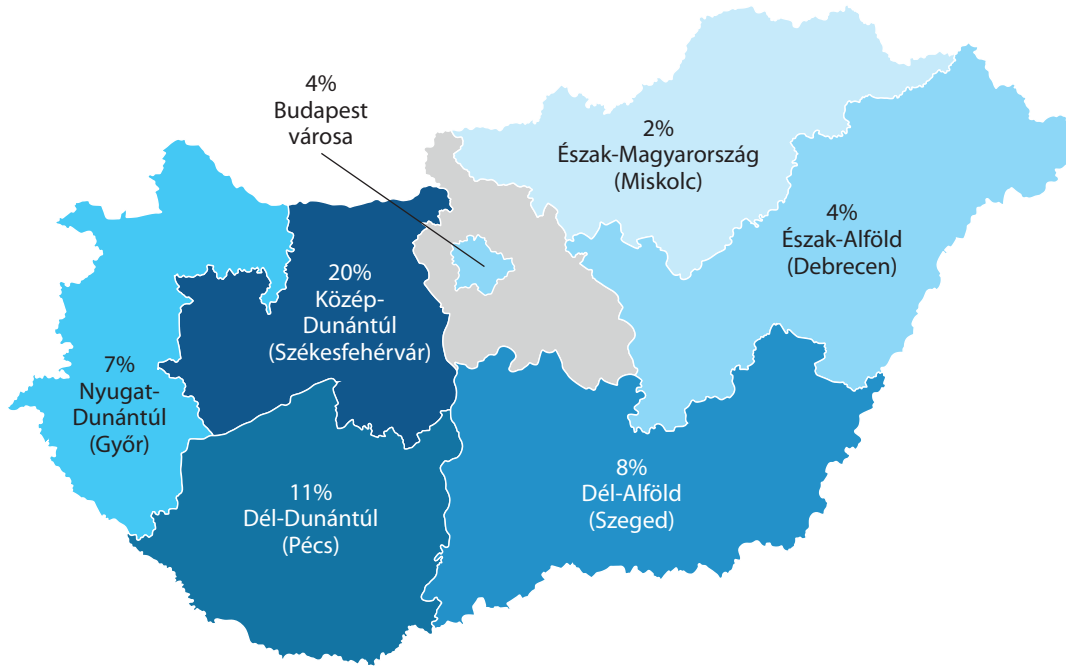 4%
Budapest
városa
2%
Észak-Magyarország
(Miskolc)
4%
Észak-Alföld
(Debrecen)
20%
Közép-
Dunántúl
(Székesfehérvár)
7%
Nyugat-
Dunántúl
(Győr)
11%
Dél-Dunántúl
(Pécs)
8%
Dél-Alföld
(Szeged)